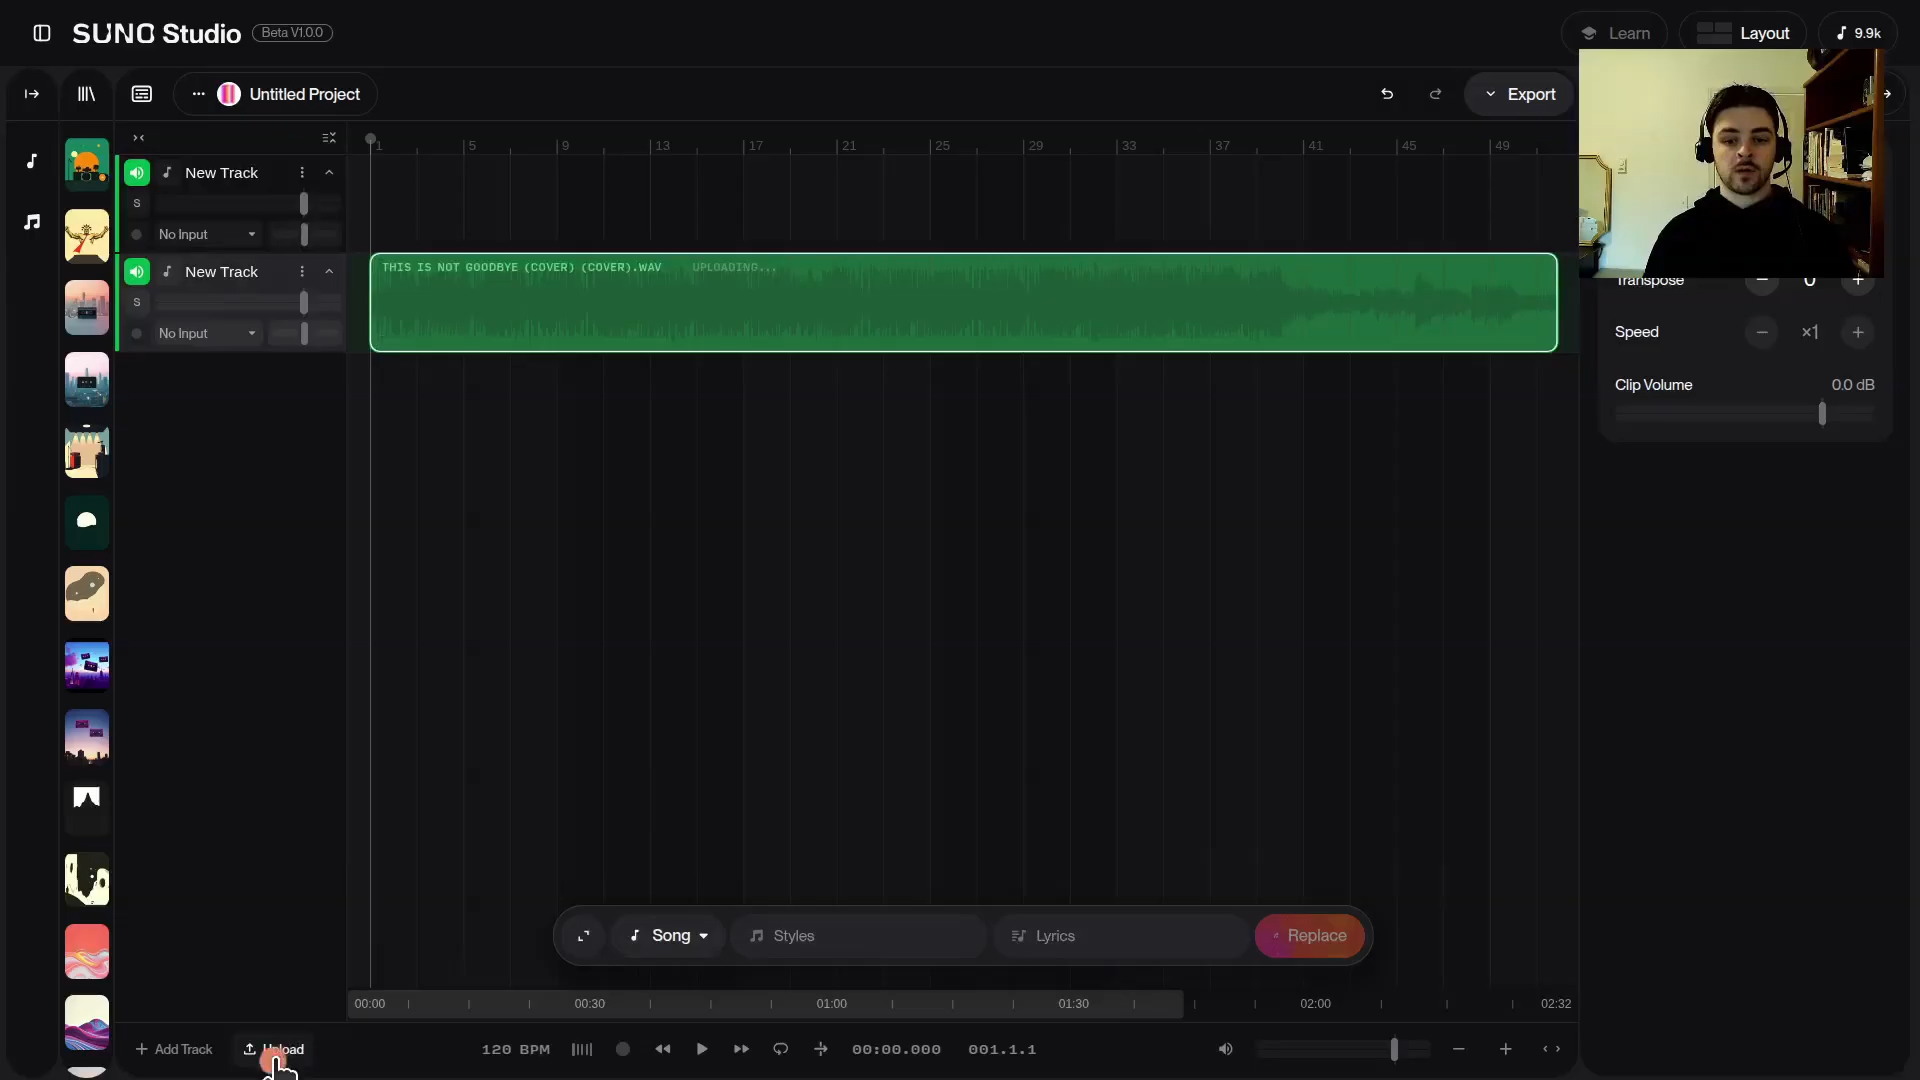 SUNO Studio Beta V1.0.0
Learn
Layout
9.9k
Untitled Project
Export
1 5 9 13 17 21 25 29 33 37 41 45 49
New Track
S
No Input
New Track
S
No Input
THIS IS NOT GOODBYE (COVER) (COVER).WAV UPLOADING...
Transpose 0
Speed ×1
Clip Volume 0.0 dB
Song
Styles
Lyrics
Replace
00:00 00:30 01:00 01:30 02:00 02:32
Add Track
Upload
120 BPM
00:00.000
001.1.1